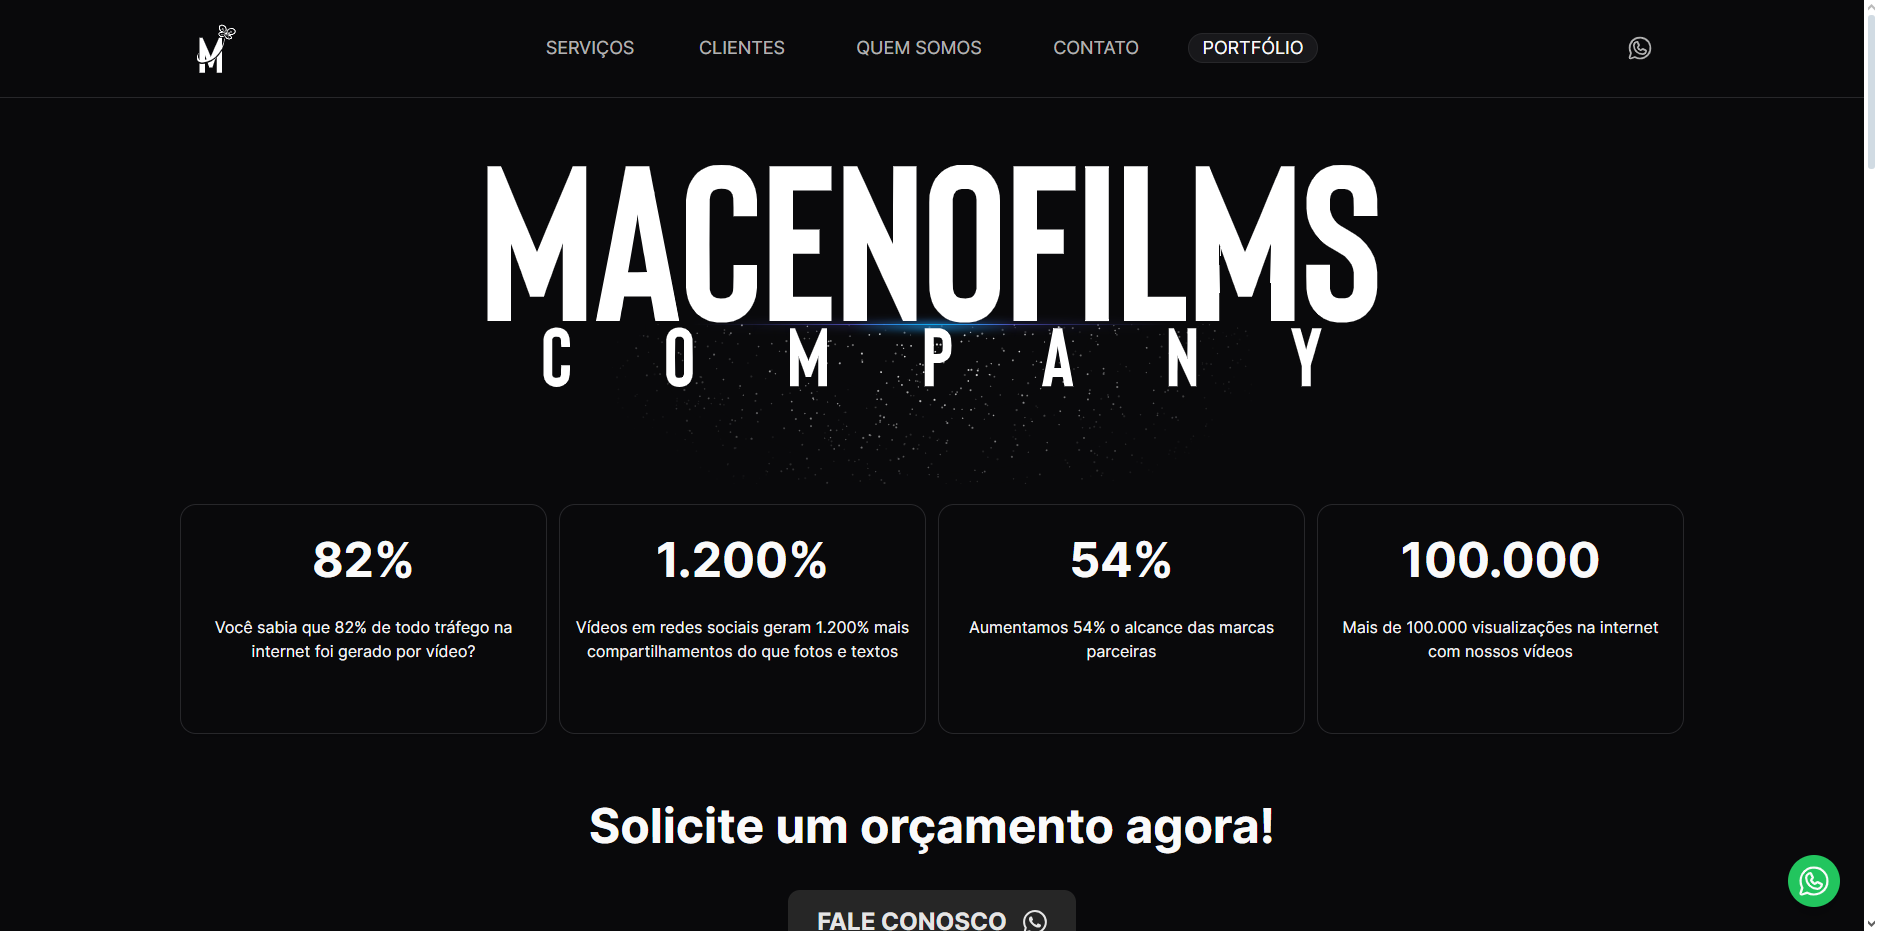 M
SERVIÇOS
CLIENTES
QUEM SOMOS
CONTATO
PORTFÓLIO
MACENOFILMS
COMPANY
82%
Você sabia que 82% de todo tráfego na
internet foi gerado por vídeo?
1.200%
Vídeos em redes sociais geram 1.200% mais
compartilhamentos do que fotos e textos
54%
Aumentamos 54% o alcance das marcas
parceiras
100.000
Mais de 100.000 visualizações na internet
com nossos vídeos
Solicite um orçamento agora!
FALE CONOSCO